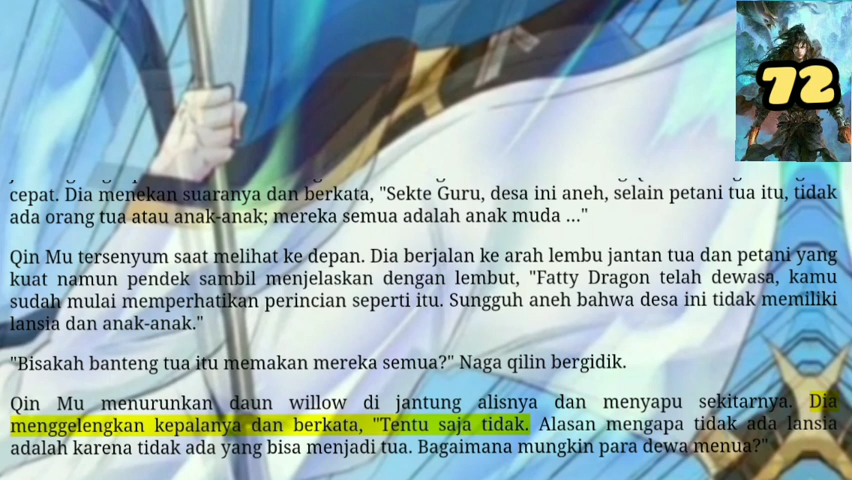 72
cepat. Dia menekan suaranya dan berkata, "Sekte Guru, desa ini aneh, selain petani tua itu, tidak
ada orang tua atau anak-anak; mereka semua adalah anak muda ..."
Qin Mu tersenyum saat melihat ke depan. Dia berjalan ke arah lembu jantan tua dan petani yang
kuat namun pendek sambil menjelaskan dengan lembut, "Fatty Dragon telah dewasa, kamu
sudah mulai memperhatikan perincian seperti itu. Sungguh aneh bahwa desa ini tidak memiliki
lansia dan anak-anak."
"Bisakah banteng tua itu memakan mereka semua?" Naga qilin bergidik.
Qin Mu menurunkan daun willow di jantung alisnya dan menyapu sekitarnya. Dia
menggelengkan kepalanya dan berkata, "Tentu saja tidak. Alasan mengapa tidak ada lansia
adalah karena tidak ada yang bisa menjadi tua. Bagaimana mungkin para dewa menua?"